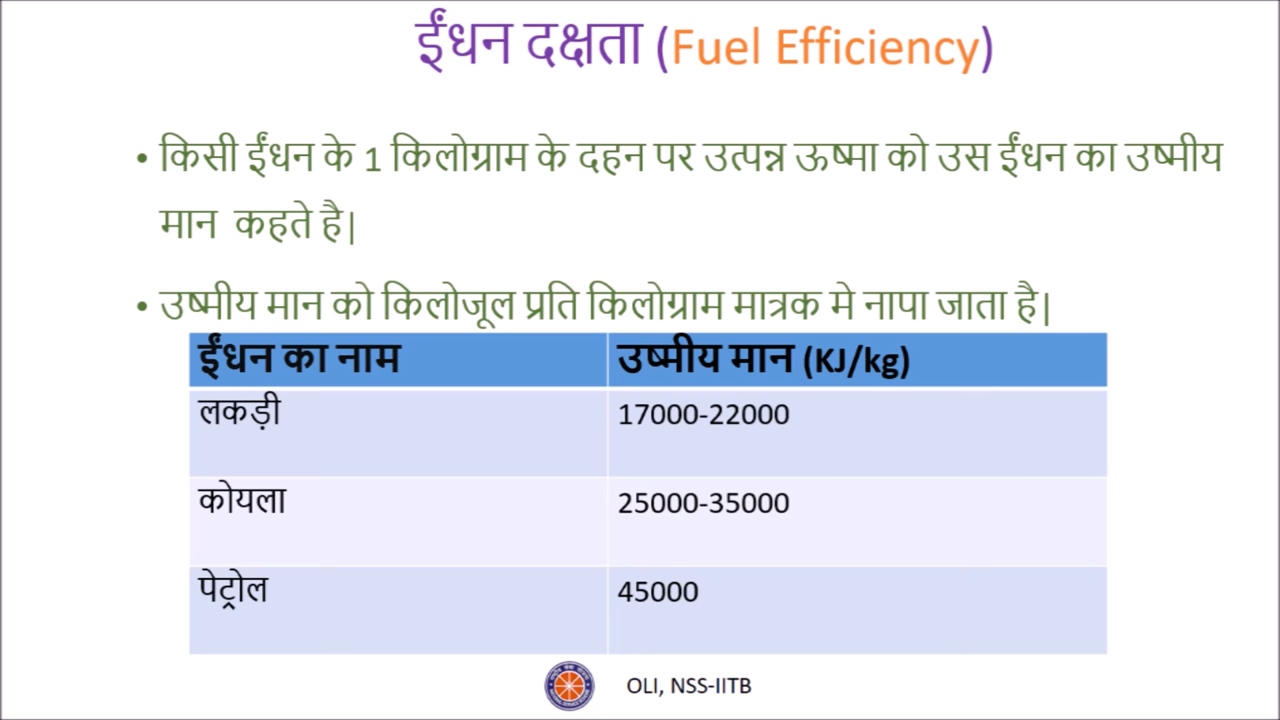 ईंधन दक्षता (Fuel Efficiency)
• किसी ईंधन के 1 किलोग्राम के दहन पर उत्पन्न ऊष्मा को उस ईंधन का उष्मीय
मान कहते है|
• उष्मीय मान को किलोजूल प्रति किलोग्राम मात्रक मे नापा जाता है|
ईंधन का नाम उष्मीय मान (KJ/kg)
लकड़ी 17000-22000
कोयला 25000-35000
पेट्रोल 45000
OLI, NSS-IITB